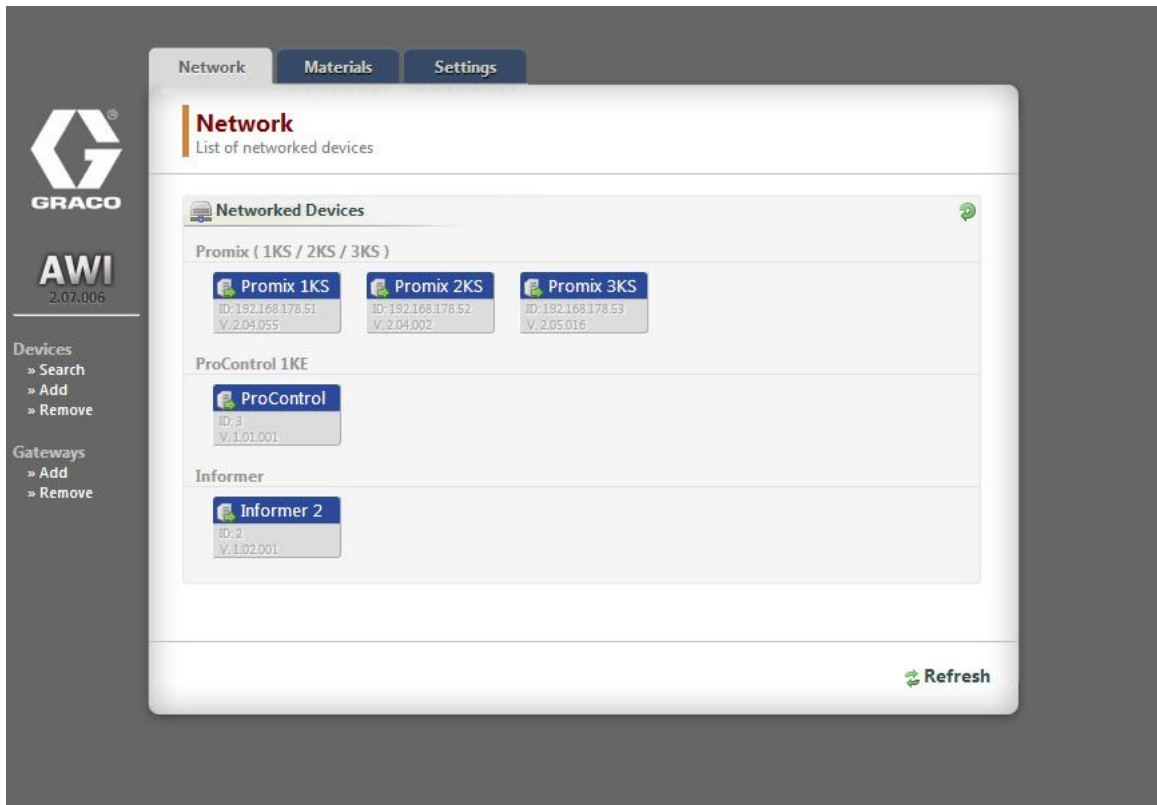 Network Materials Settings
®
GRACO
AWI
2.07.006
Devices
» Search
» Add
» Remove
Gateways
» Add
» Remove
Network
List of networked devices
Networked Devices
Promix ( 1KS / 2KS / 3KS )
Promix 1KS
ID: 192.168.178.51
V. 2.04.055
Promix 2KS
ID: 192.168.178.52
V. 2.04.002
Promix 3KS
ID: 192.168.178.53
V. 2.05.016
ProControl 1KE
ProControl
ID: 3
V. 1.01.001
Informer
Informer 2
ID: 2
V. 1.02.001
Refresh